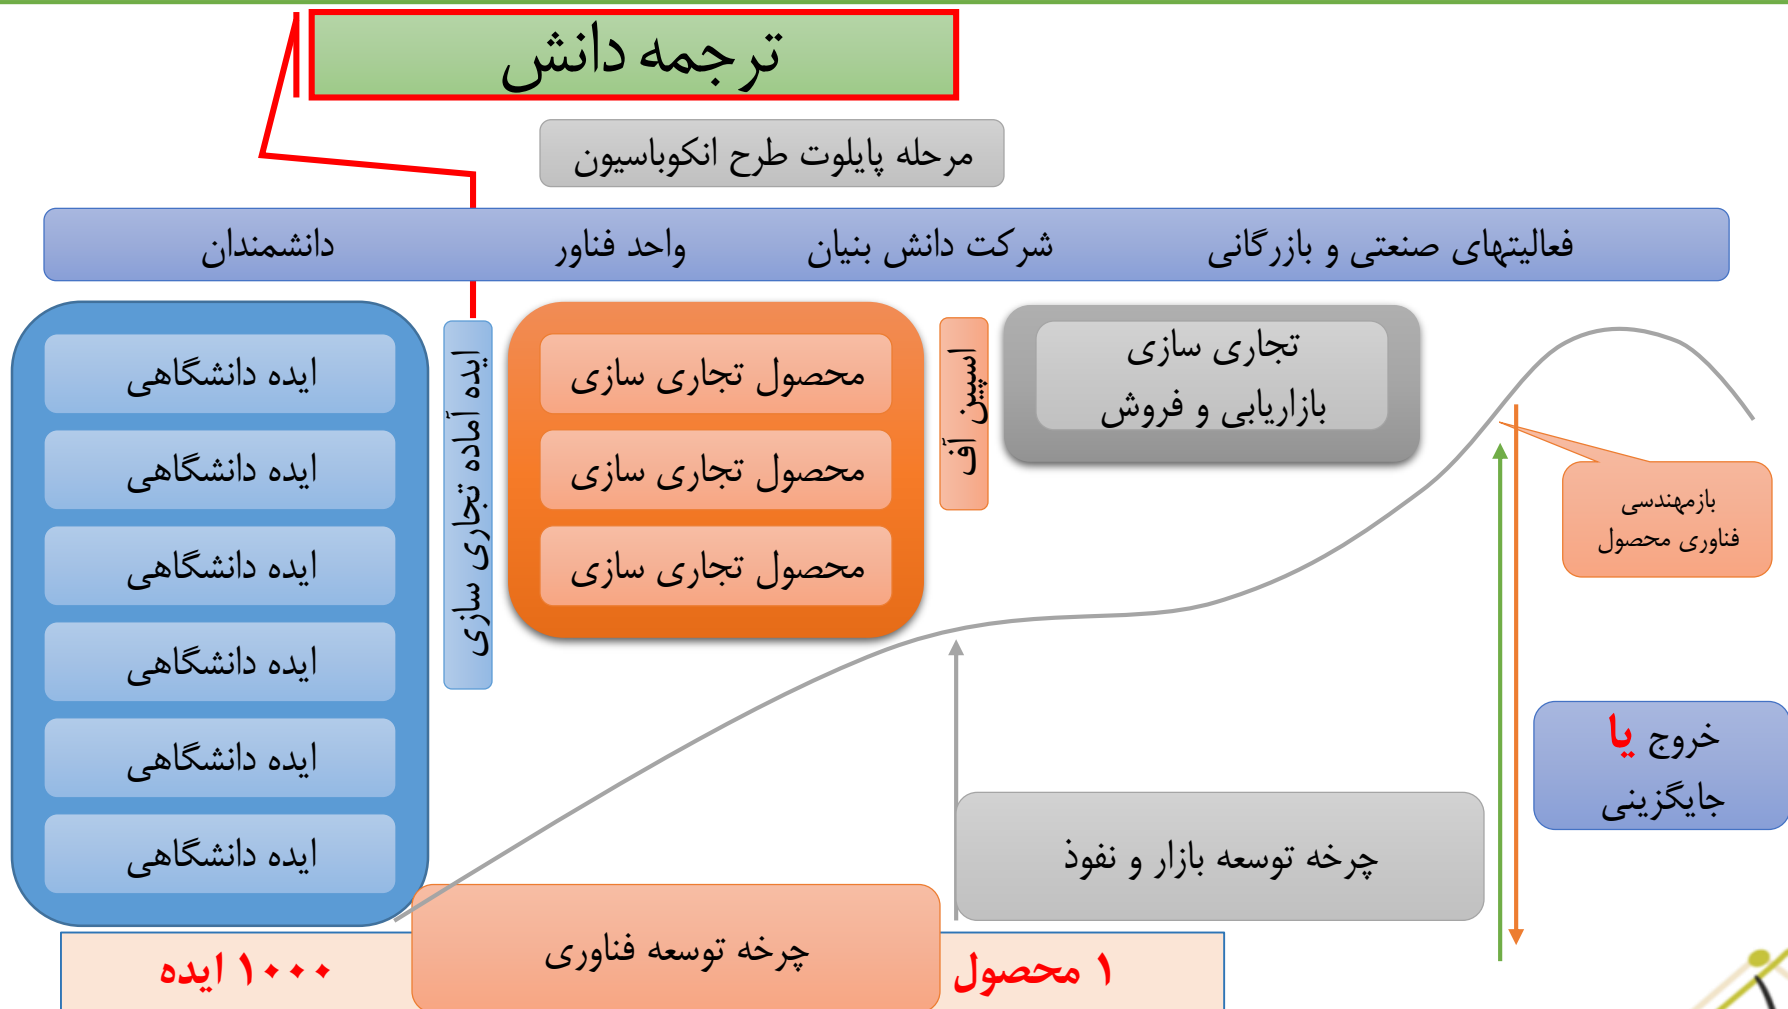 ترجمه دانش
مرحله پایلوت طرح انکوباسیون
دانشمندان
واحد فناور
شرکت دانش بنیان
فعالیتهای صنعتی و بازرگانی
ایده دانشگاهی
ایده دانشگاهی
ایده دانشگاهی
ایده دانشگاهی
ایده دانشگاهی
ایده دانشگاهی
ایده آماده تجاری سازی
محصول تجاری سازی
محصول تجاری سازی
محصول تجاری سازی
اسپین آف
تجاری سازی
بازاریابی و فروش
بازمهندسی
فناوری محصول
خروج یا
جایگزینی
چرخه توسعه بازار و نفوذ
چرخه توسعه فناوری
۱۰۰۰ ایده
۱ محصول